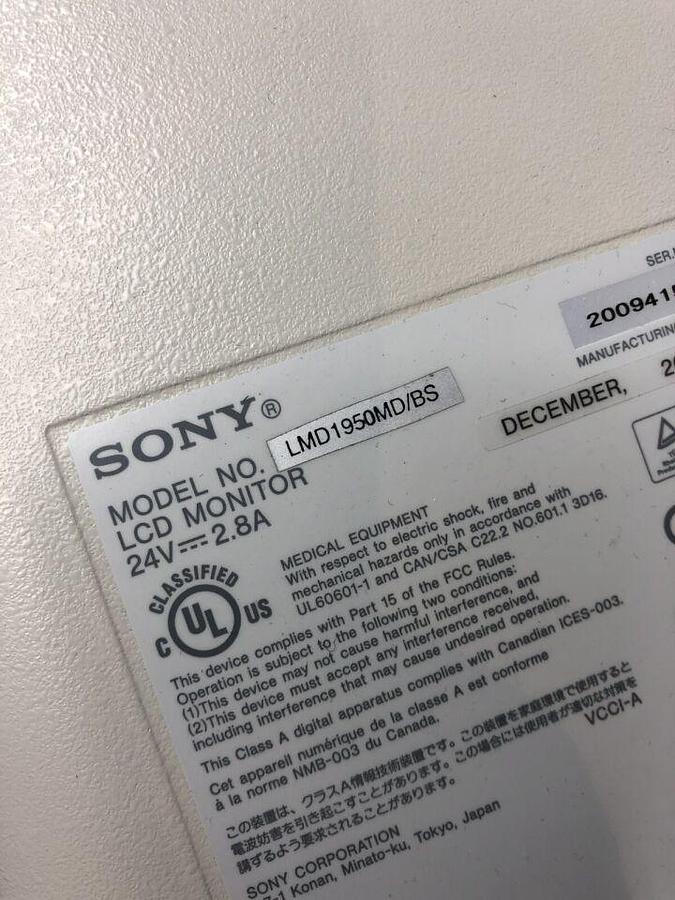 SONY®
MODEL NO. LMD1950MD/BS
LCD MONITOR
24V 2.8A
MANUFACTURING
DECEMBER,
CLASSIFIED
C UL US
MEDICAL EQUIPMENT
With respect to electric shock, fire and
mechanical hazards only in accordance with
UL60601-1 and CAN/CSA C22.2 NO.601.1 3D16.
This device complies with Part 15 of the FCC Rules.
Operation is subject to the following two conditions:
(1)This device may not cause harmful interference, and
(2)This device must accept any interference received,
including interference that may cause undesired operation.
This Class A digital apparatus complies with Canadian ICES-003.
Cet appareil numérique de la classe A est conforme
à la norme NMB-003 du Canada.
この装置は、クラスA情報技術装置です。この装置を家庭環境で使用すると
電波妨害を引き起こすことがあります。この場合には使用者が適切な対策を
講ずるよう要求されることがあります。
VCCI-A
SONY CORPORATION
Konan, Minato-ku, Tokyo, Japan